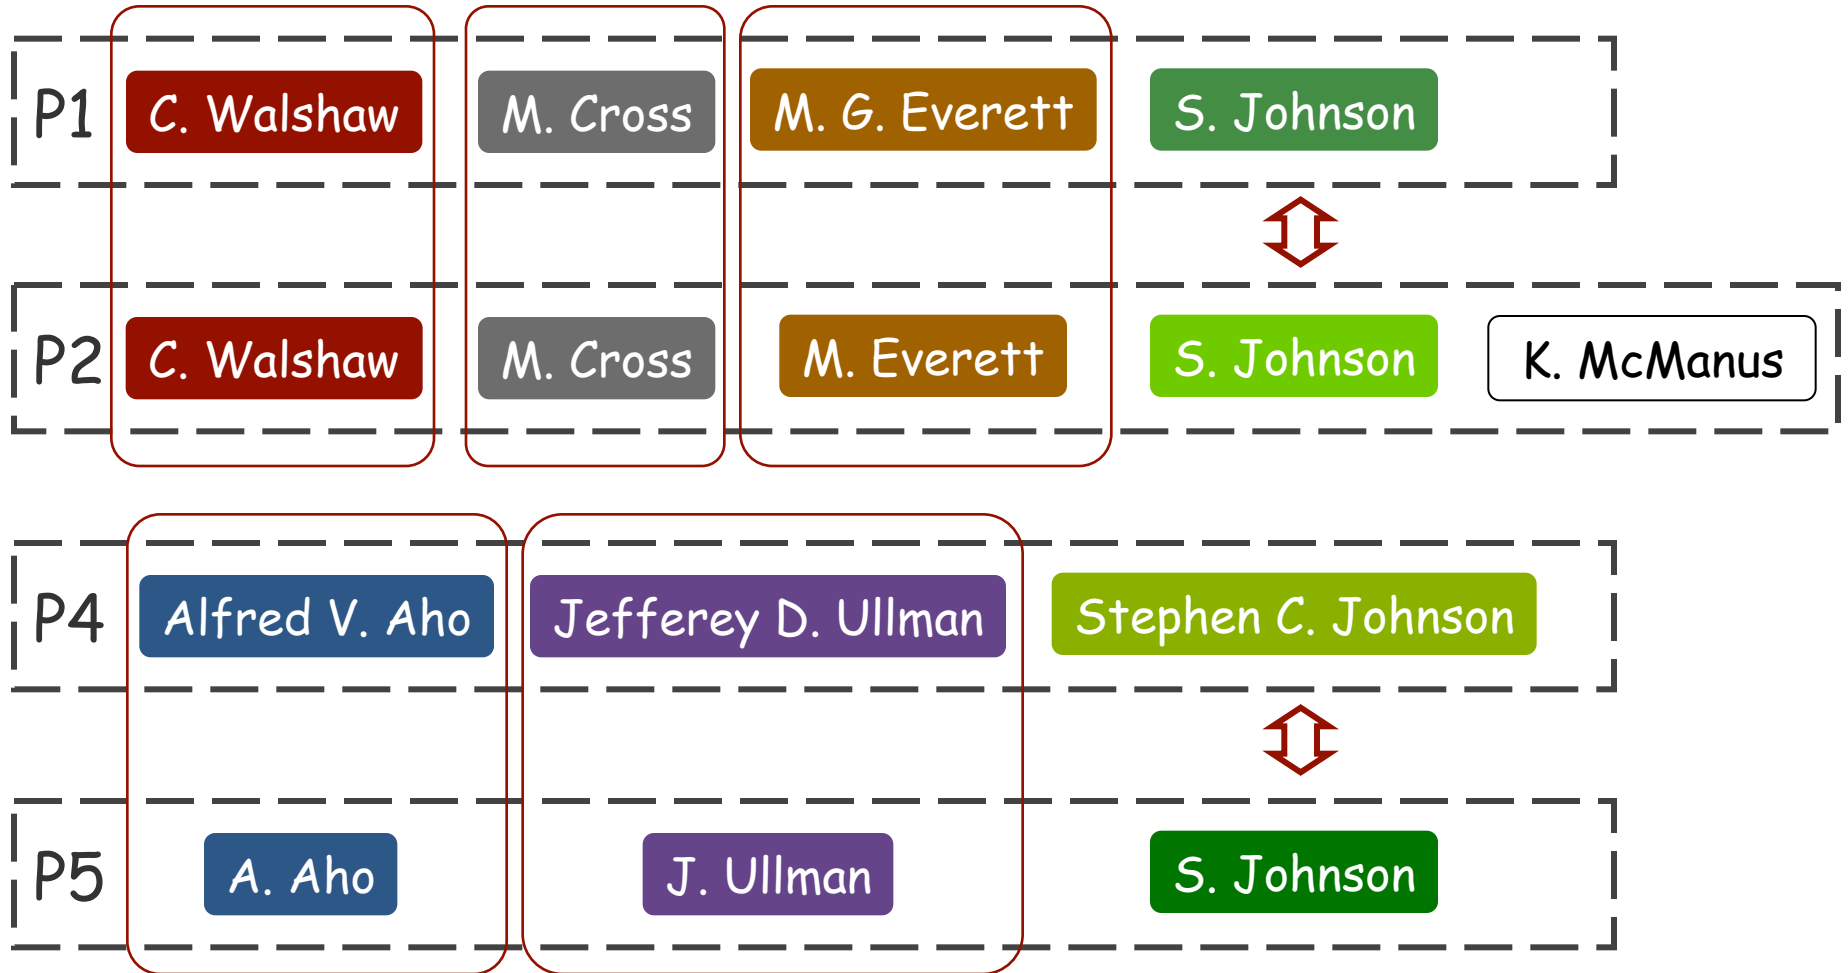 P1 C. Walshaw M. Cross M. G. Everett S. Johnson
P2 C. Walshaw M. Cross M. Everett S. Johnson K. McManus
P4 Alfred V. Aho Jefferey D. Ullman Stephen C. Johnson
P5 A. Aho J. Ullman S. Johnson